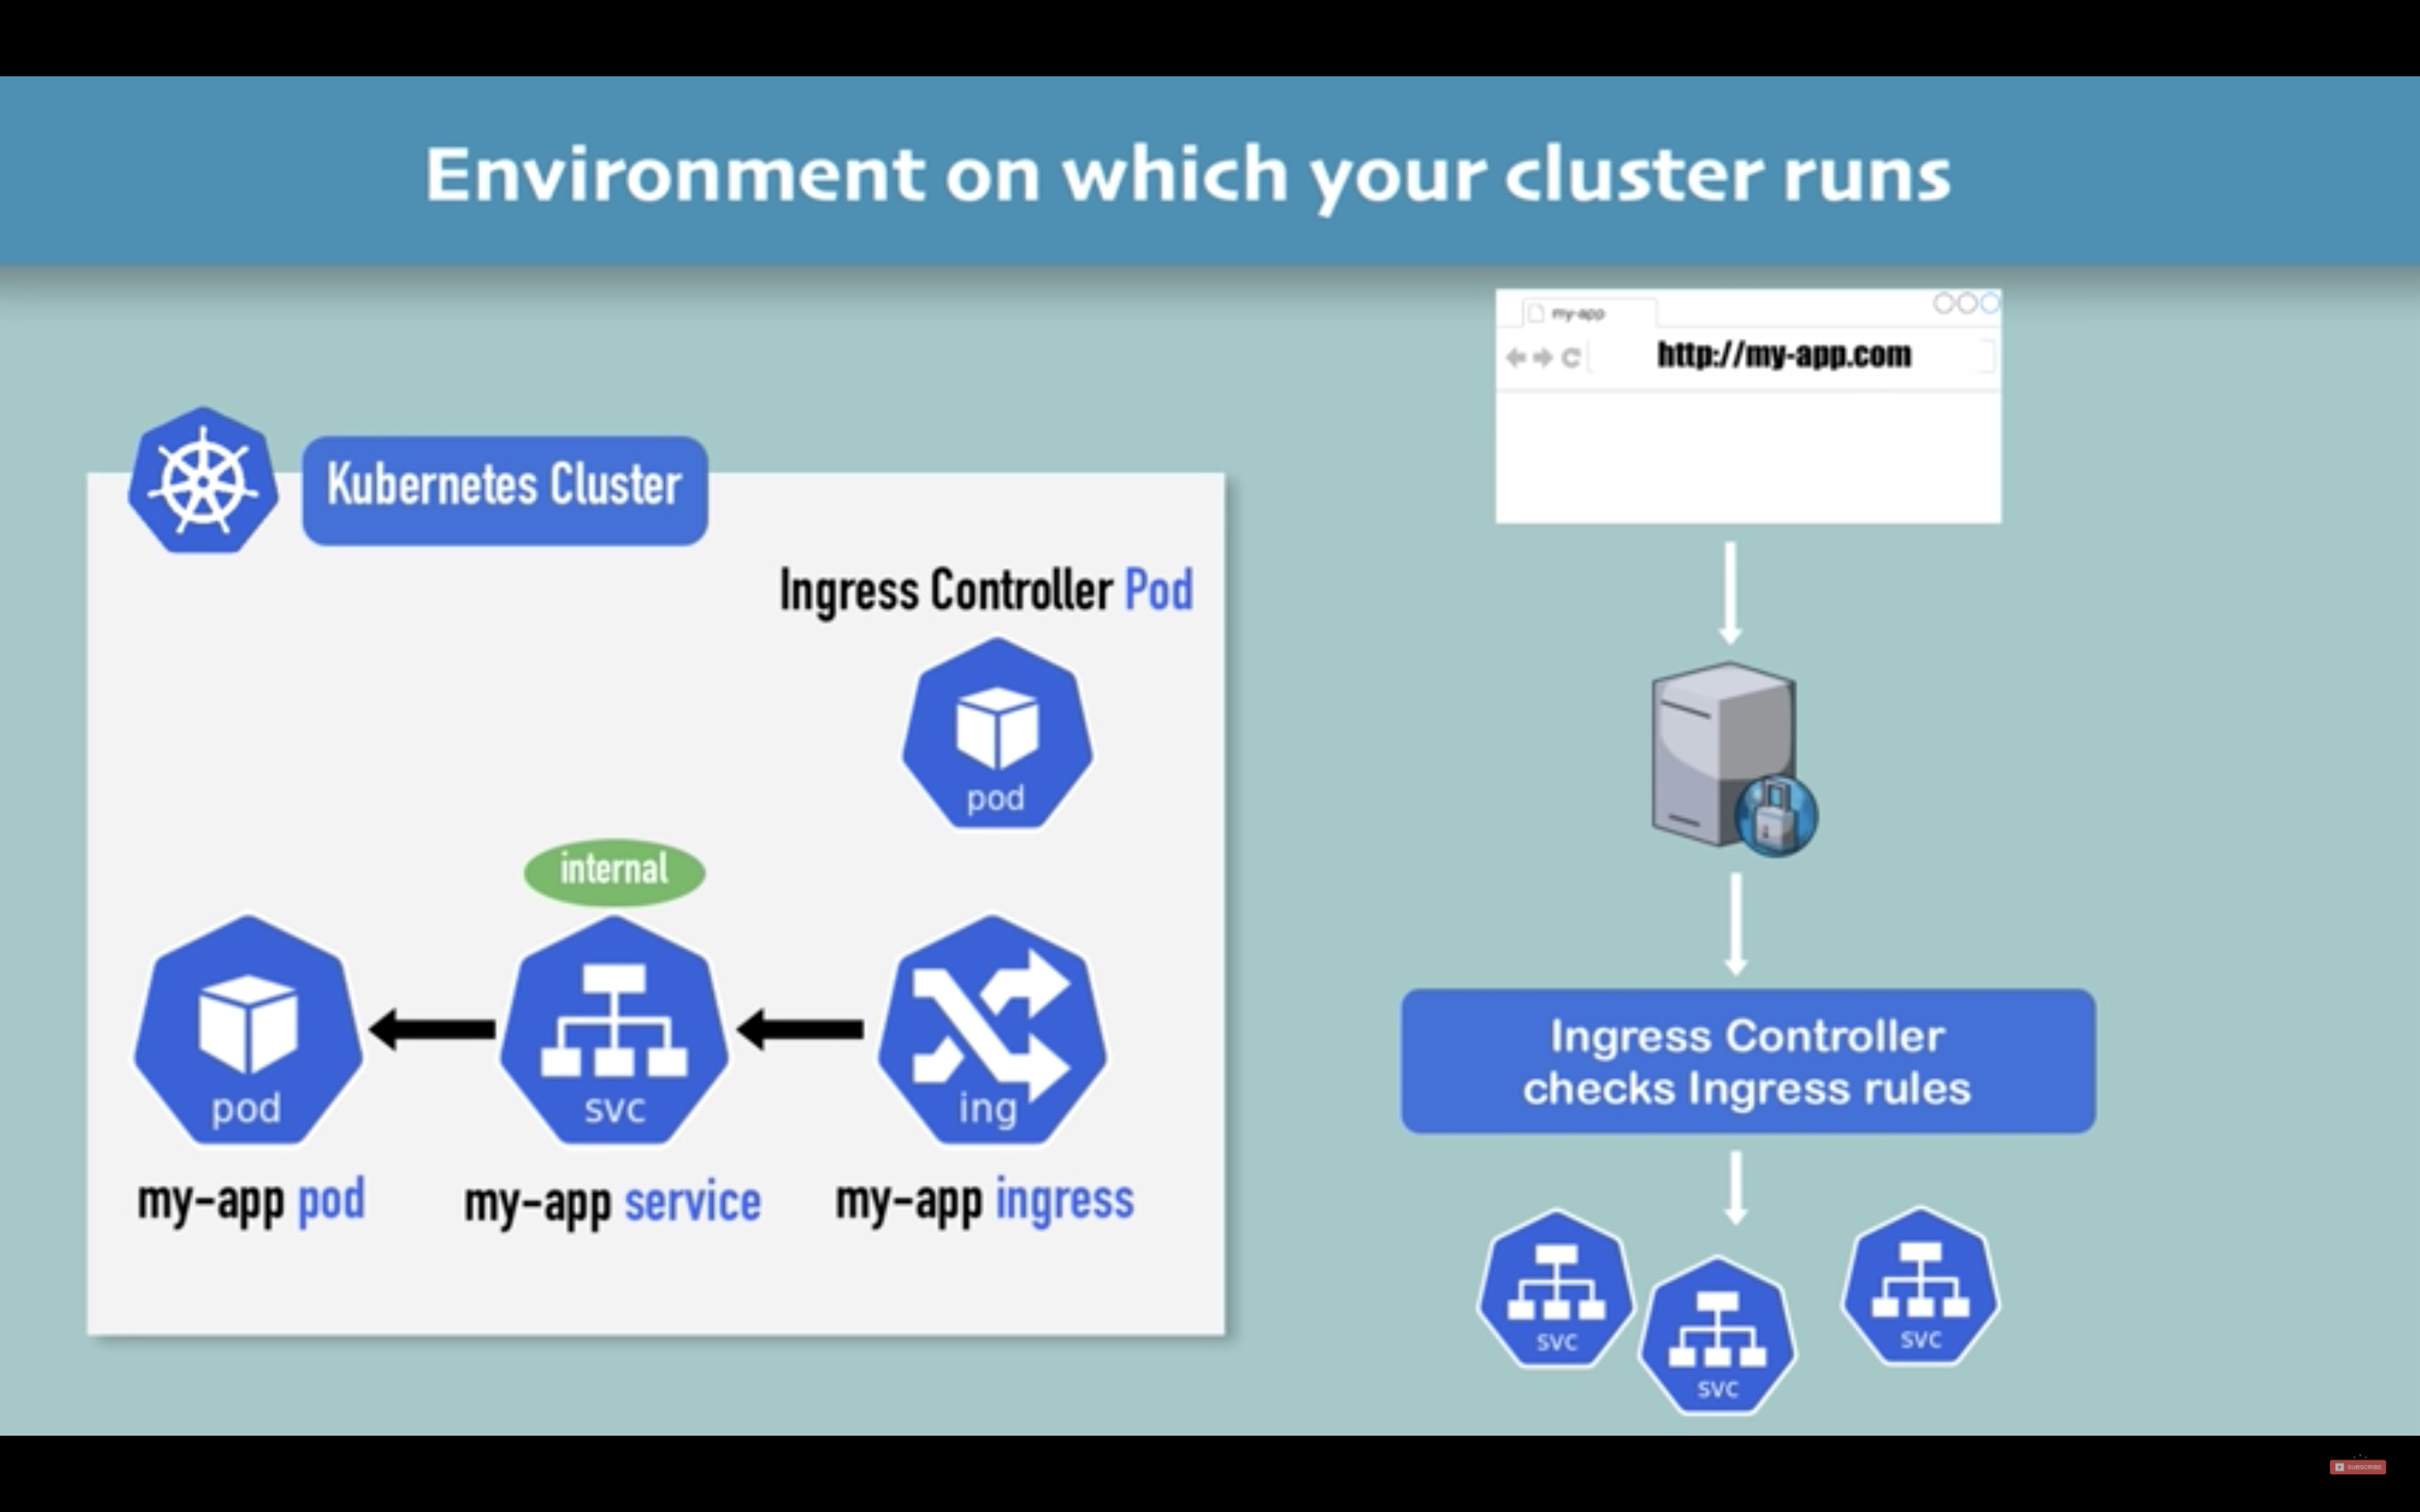 Environment on which your cluster runs
my-app
http://my-app.com
Kubernetes Cluster
Ingress Controller Pod
pod
internal
pod
svc
ing
my-app pod
my-app service
my-app ingress
Ingress Controller
checks Ingress rules
svc
svc
svc
SUBSCRIBE